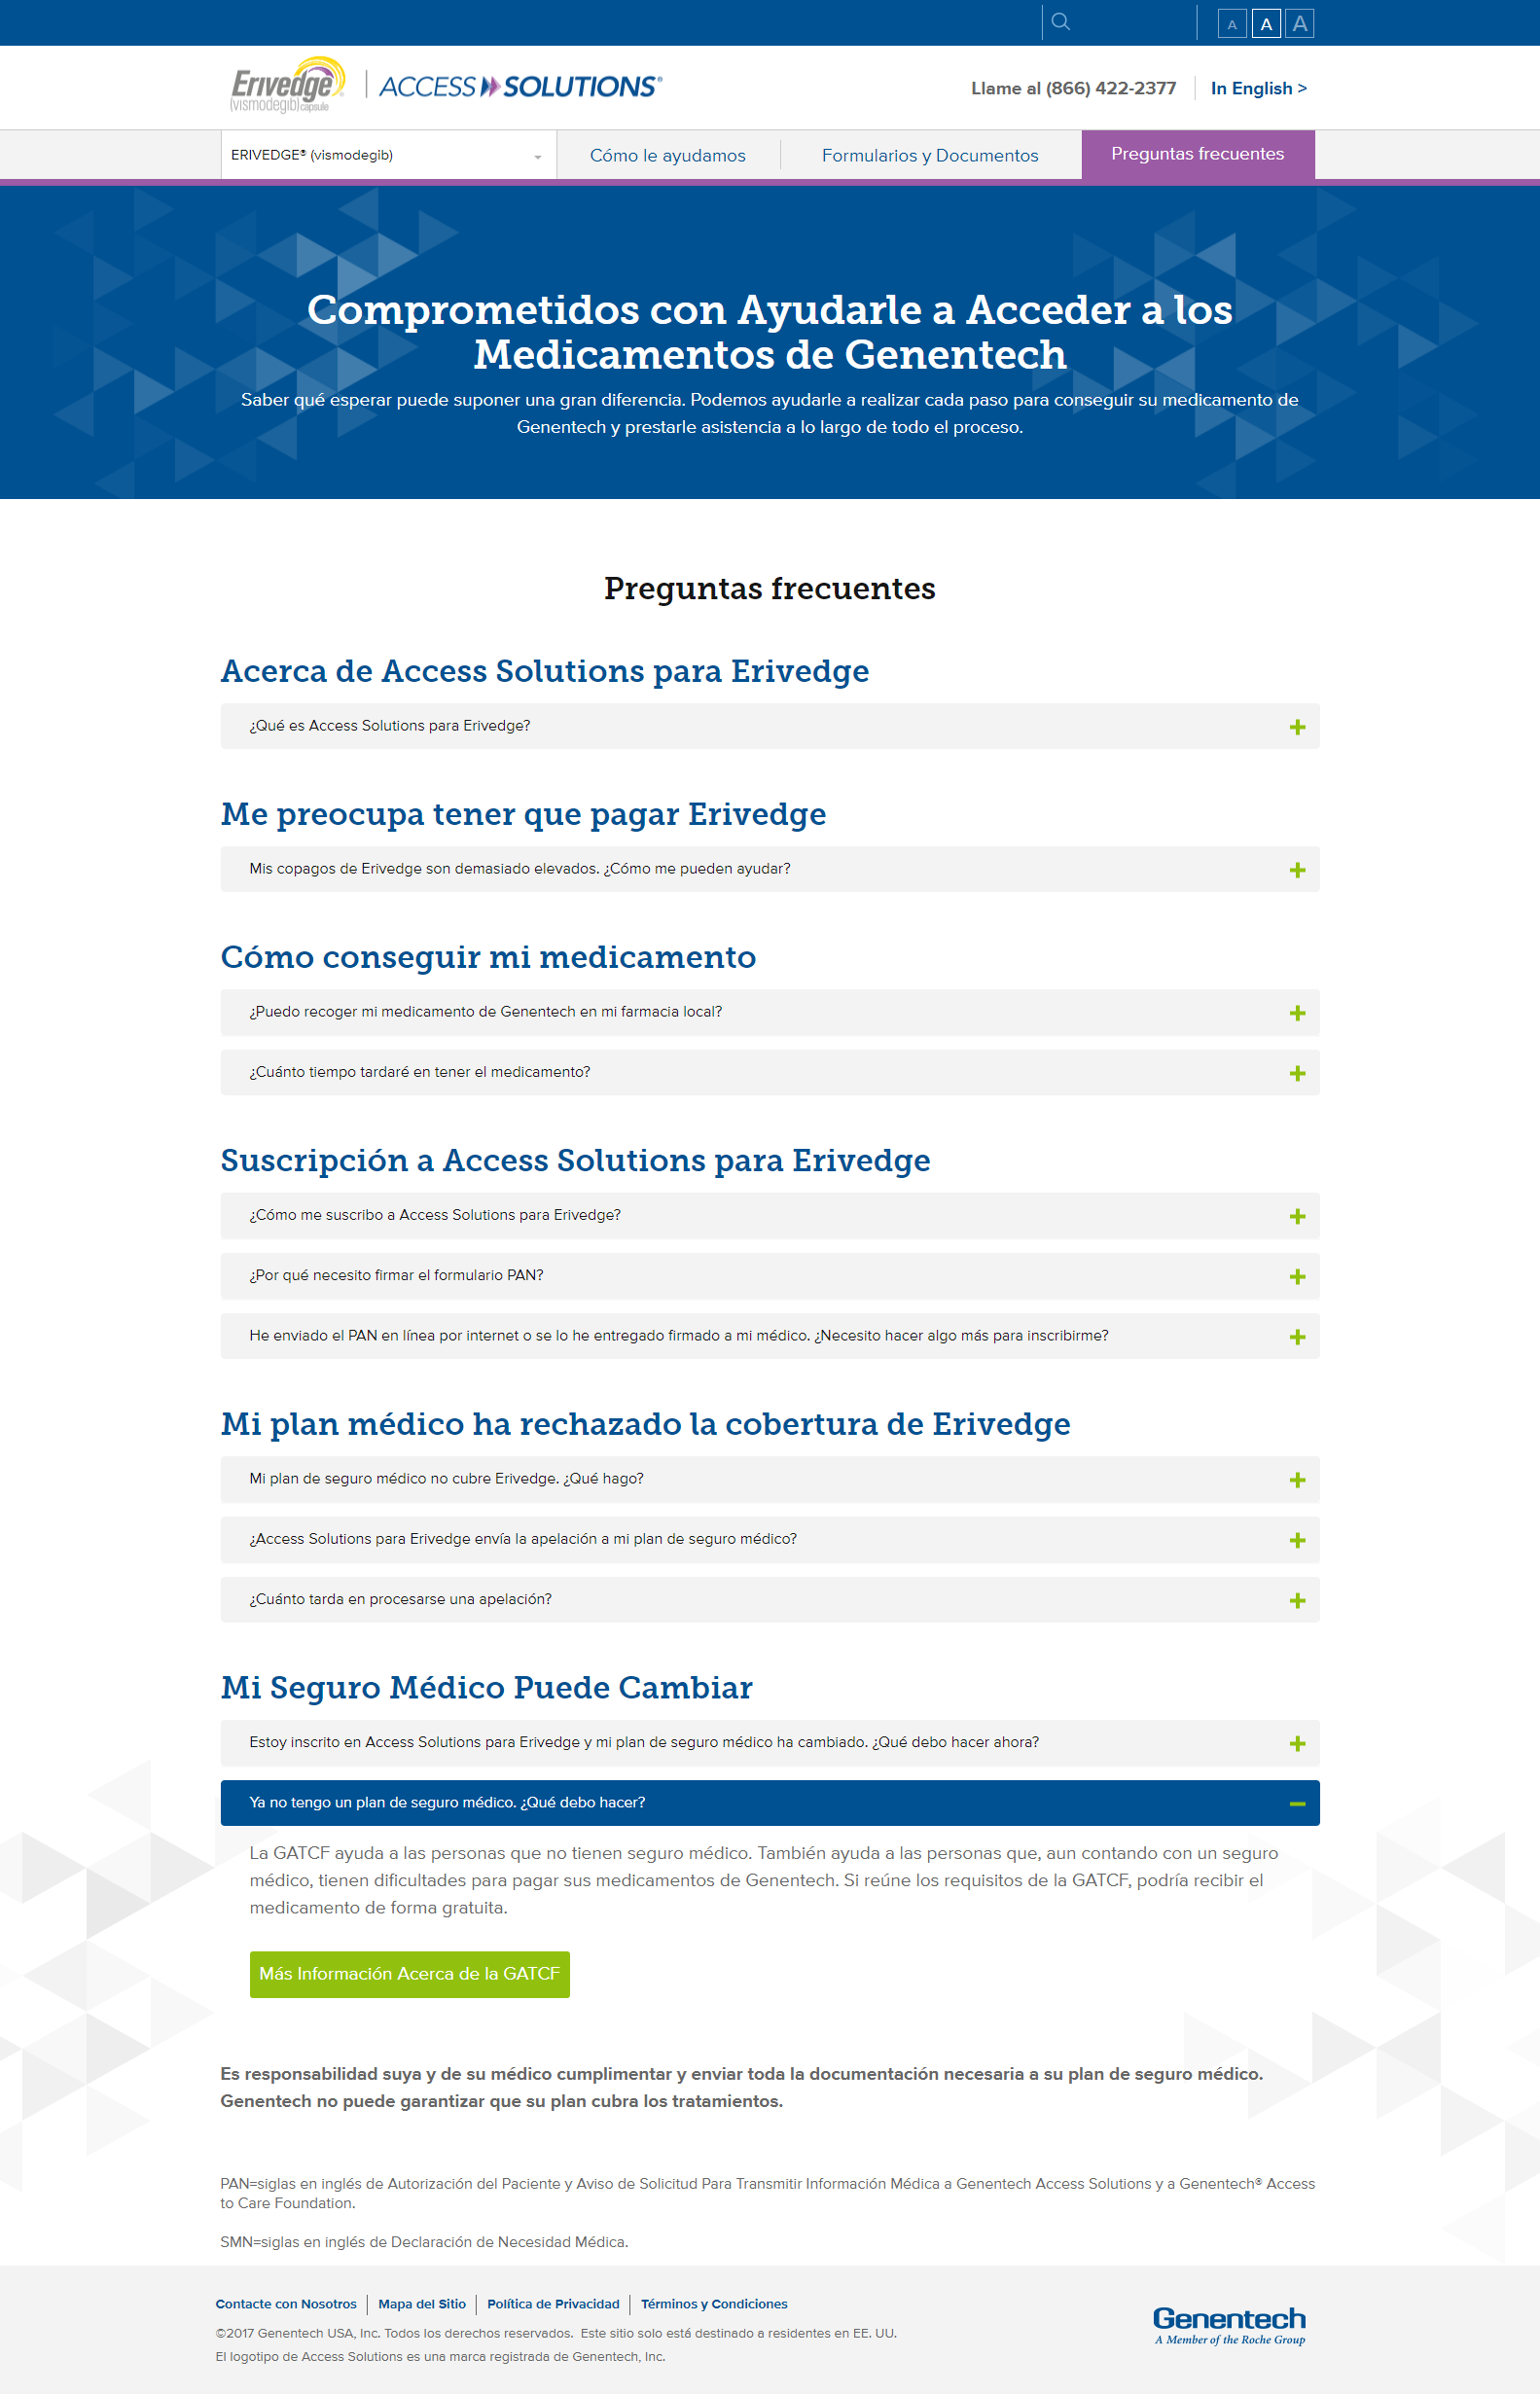 A A A
Erivedge® (vismodegib) capsule | ACCESS SOLUTIONS®
Llame al (866) 422-2377 In English >
ERIVEDGE® (vismodegib) Cómo le ayudamos Formularios y Documentos Preguntas frecuentes
Comprometidos con Ayudarle a Acceder a los
Medicamentos de Genentech
Saber qué esperar puede suponer una gran diferencia. Podemos ayudarle a realizar cada paso para conseguir su medicamento de
Genentech y prestarle asistencia a lo largo de todo el proceso.
Preguntas frecuentes
Acerca de Access Solutions para Erivedge
¿Qué es Access Solutions para Erivedge?
Me preocupa tener que pagar Erivedge
Mis copagos de Erivedge son demasiado elevados. ¿Cómo me pueden ayudar?
Cómo conseguir mi medicamento
¿Puedo recoger mi medicamento de Genentech en mi farmacia local?
¿Cuánto tiempo tardaré en tener el medicamento?
Suscripción a Access Solutions para Erivedge
¿Cómo me suscribo a Access Solutions para Erivedge?
¿Por qué necesito firmar el formulario PAN?
He enviado el PAN en línea por internet o se lo he entregado firmado a mi médico. ¿Necesito hacer algo más para inscribirme?
Mi plan médico ha rechazado la cobertura de Erivedge
Mi plan de seguro médico no cubre Erivedge. ¿Qué hago?
¿Access Solutions para Erivedge envía la apelación a mi plan de seguro médico?
¿Cuánto tarda en procesarse una apelación?
Mi Seguro Médico Puede Cambiar
Estoy inscrito en Access Solutions para Erivedge y mi plan de seguro médico ha cambiado. ¿Qué debo hacer ahora?
Ya no tengo un plan de seguro médico. ¿Qué debo hacer?
La GATCF ayuda a las personas que no tienen seguro médico. También ayuda a las personas que, aun contando con un seguro
médico, tienen dificultades para pagar sus medicamentos de Genentech. Si reúne los requisitos de la GATCF, podría recibir el
medicamento de forma gratuita.
Más Información Acerca de la GATCF
Es responsabilidad suya y de su médico cumplimentar y enviar toda la documentación necesaria a su plan de seguro médico.
Genentech no puede garantizar que su plan cubra los tratamientos.
PAN=siglas en inglés de Autorización del Paciente y Aviso de Solicitud Para Transmitir Información Médica a Genentech Access Solutions y a Genentech® Access
to Care Foundation.
SMN=siglas en inglés de Declaración de Necesidad Médica.
Contacte con Nosotros | Mapa del Sitio | Política de Privacidad | Términos y Condiciones
©2017 Genentech USA, Inc. Todos los derechos reservados. Este sitio solo está destinado a residentes en EE. UU.
El logotipo de Access Solutions es una marca registrada de Genentech, Inc.
Genentech
A Member of the Roche Group